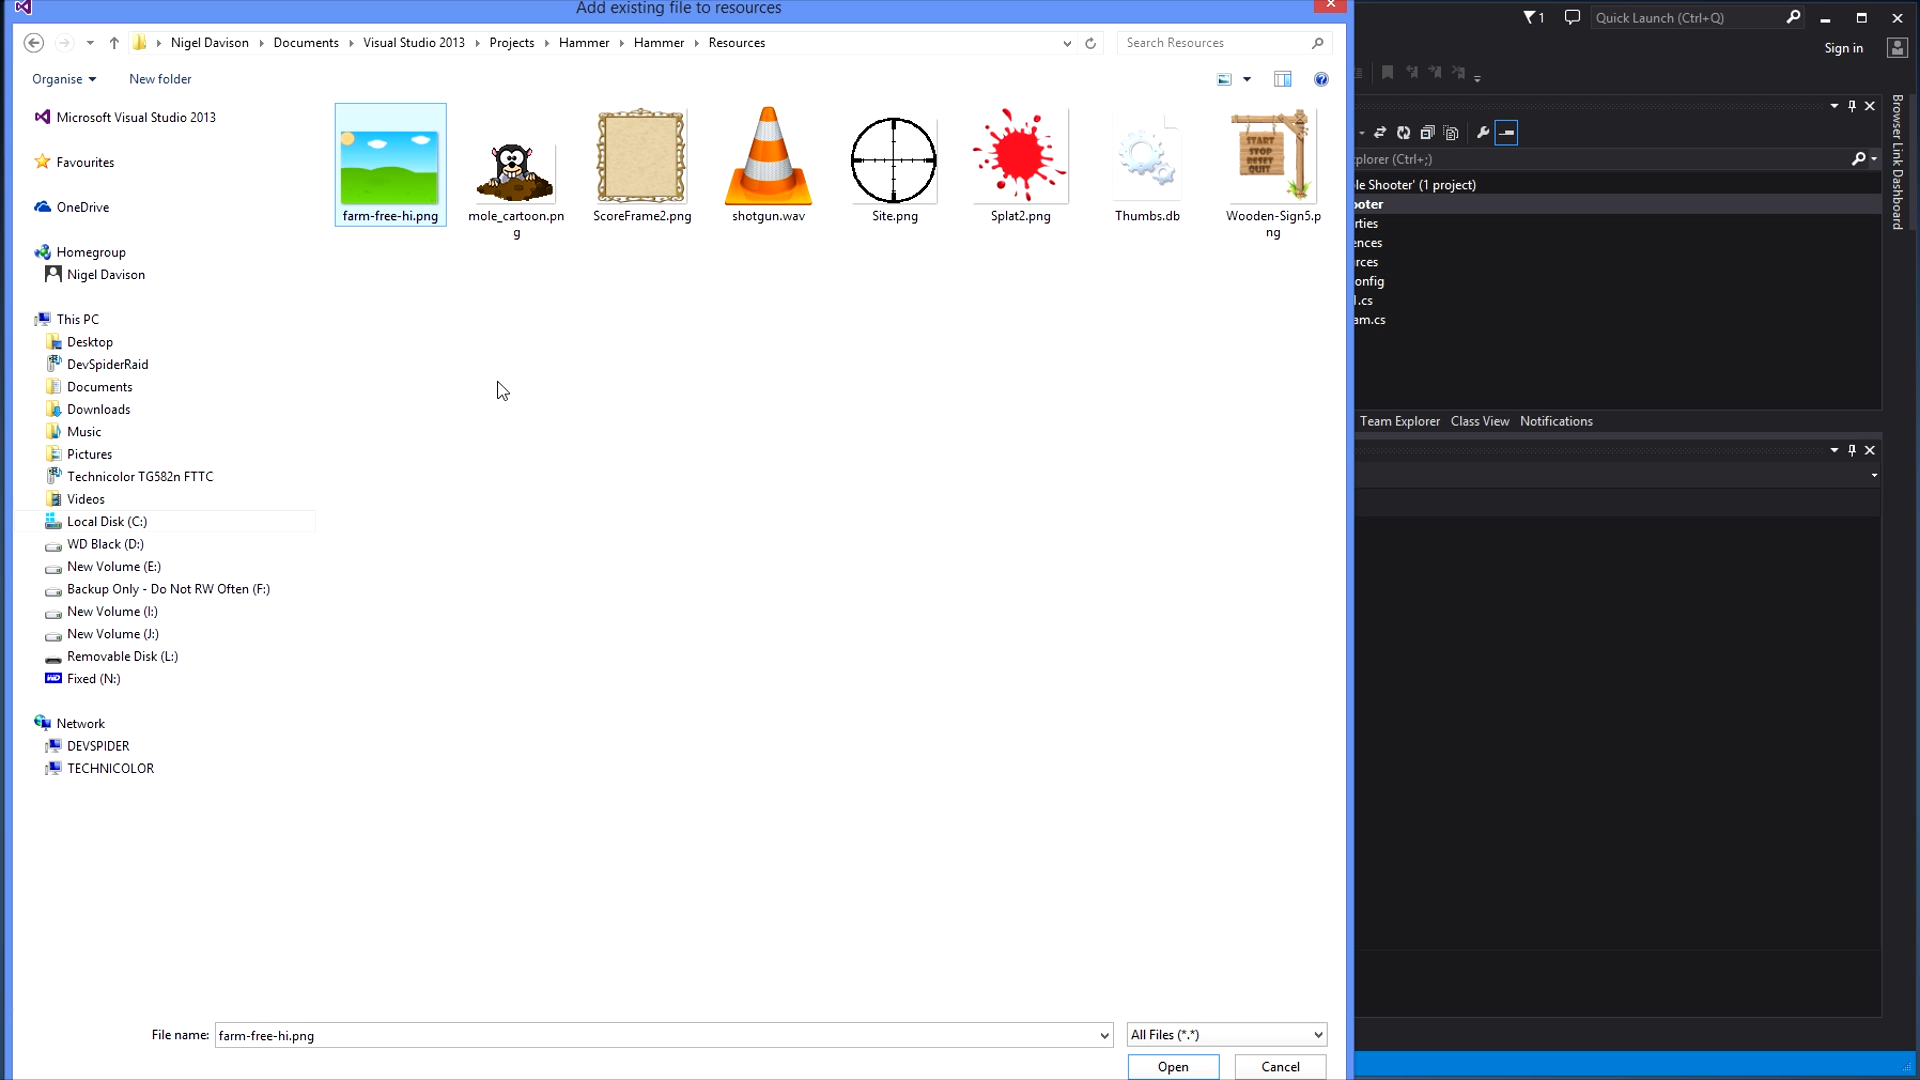 Add existing file to resources
Nigel Davison Documents Visual Studio 2013 Projects Hammer Hammer Resources
Search Resources
Organise New folder
Microsoft Visual Studio 2013
Favourites
OneDrive
Homegroup
Nigel Davison
This PC
Desktop
DevSpiderRaid
Documents
Downloads
Music
Pictures
Technicolor TG582n FTTC
Videos
Local Disk (C:)
WD Black (D:)
New Volume (E:)
Backup Only - Do Not RW Often (F:)
New Volume (I:)
New Volume (J:)
Removable Disk (L:)
Fixed (N:)
Network
DEVSPIDER
TECHNICOLOR
farm-free-hi.png
mole_cartoon.pn
g
ScoreFrame2.png
shotgun.wav
Site.png
Splat2.png
Thumbs.db
START
STOP
RESET
QUIT
Wooden-Sign5.p
ng
File name: farm-free-hi.png
All Files (*.*)
Open Cancel
1
Quick Launch (Ctrl+Q)
Sign in
plorer (Ctrl+;)
le Shooter' (1 project)
ooter
rties
ences
rces
onfig
1.cs
am.cs
Team Explorer Class View Notifications
Browser Link Dashboard